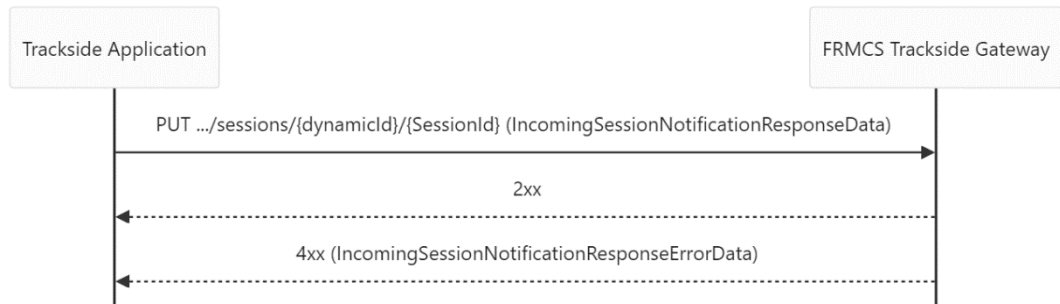 Trackside Application
FRMCS Trackside Gateway
PUT .../sessions/{dynamicId}/{SessionId} (IncomingSessionNotificationResponseData)
2xx
4xx (IncomingSessionNotificationResponseErrorData)